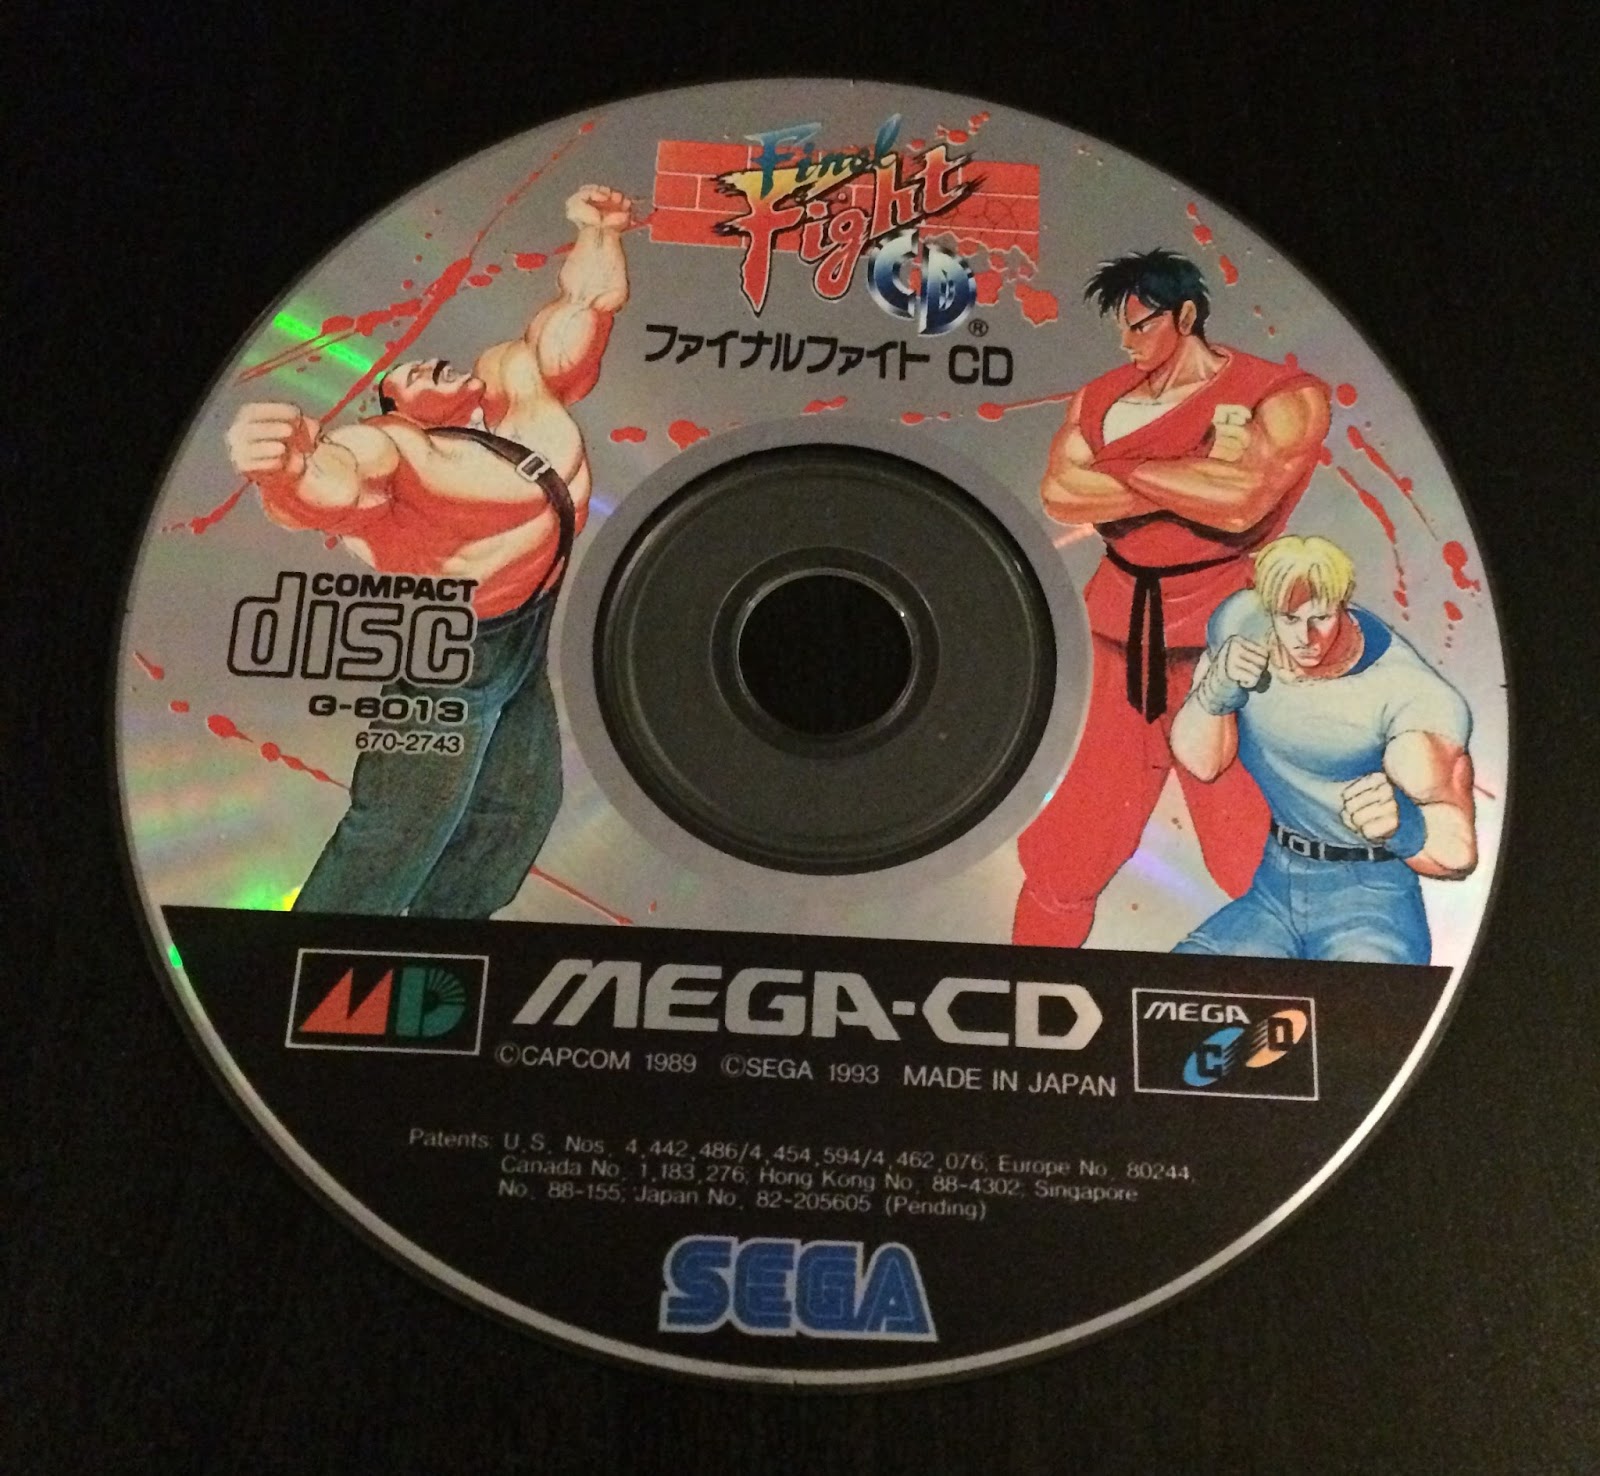 Final
Fight
CD®
ファイナルファイト CD
COMPACT
disc
G-6013
670-2743
MD
MEGA-CD
MEGA
CD
©CAPCOM 1989 ©SEGA 1993 MADE IN JAPAN
Patents: U.S. Nos. 4,442,486/4,454,594/4,462,076; Europe No. 80244,
Canada No. 1,183,276; Hong Kong No. 88-4302; Singapore
No. 88-155; Japan No. 82-205605 (Pending)
SEGA